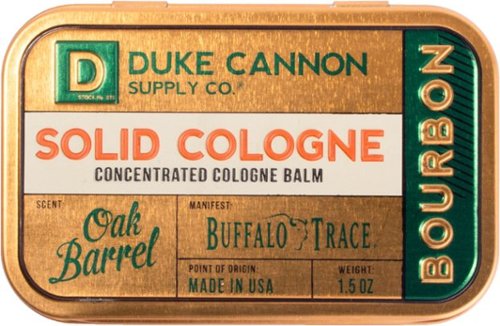 D
DUKE CANNON
SUPPLY CO.
SOLID COLOGNE
CONCENTRATED COLOGNE BALM
SCENT:
Oak
Barrel
MANIFEST:
BUFFALO TRACE
POINT OF ORIGIN:
MADE IN USA
WEIGHT:
1.5 OZ
BOURBON